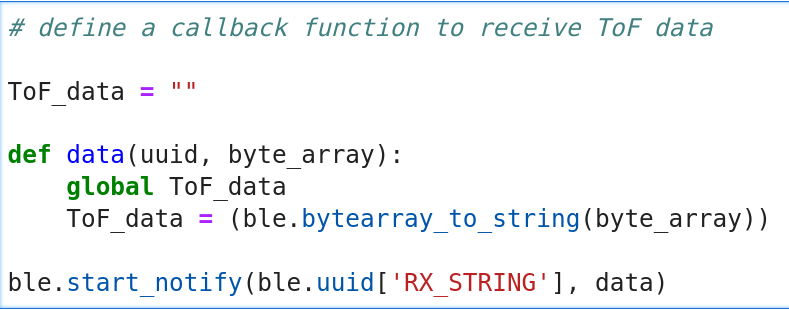 # define a callback function to receive ToF data
ToF_data = ""
def data(uuid, byte_array):
    global ToF_data
    ToF_data = (ble.bytearray_to_string(byte_array))
ble.start_notify(ble.uuid['RX_STRING'], data)